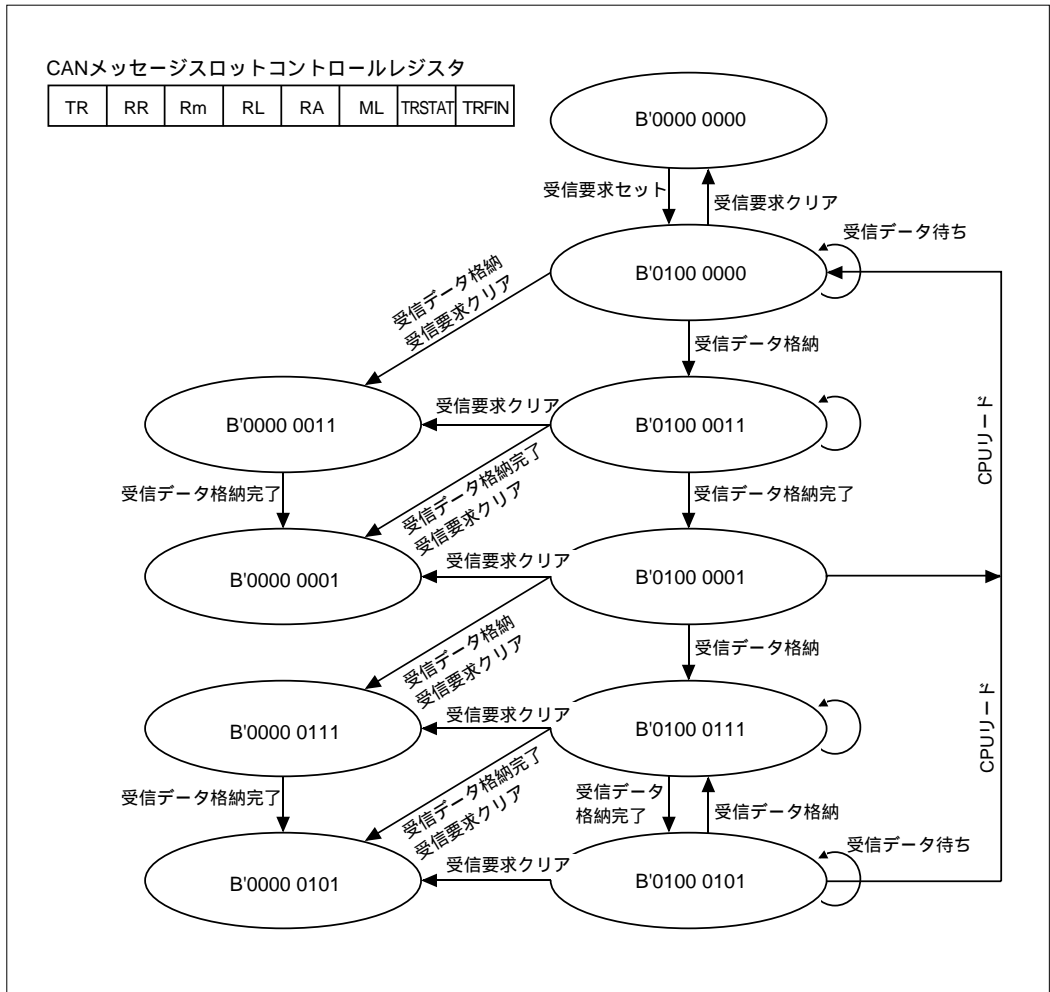 CANメッセージスロットコントロールレジスタ
TR RR Rm RL RA ML TRSTAT TRFIN
B'0000 0000
受信要求セット
受信要求クリア
受信データ待ち
B'0100 0000
受信データ格納
受信要求クリア
受信データ格納
B'0000 0011
受信要求クリア
B'0100 0011
CPUリード
受信データ格納完了
受信データ格納完了
受信要求クリア
受信データ格納完了
B'0000 0001
受信要求クリア
B'0100 0001
受信データ格納
受信要求クリア
受信データ格納
B'0000 0111
受信要求クリア
B'0100 0111
CPUリード
受信データ格納完了
受信データ格納完了
受信要求クリア
受信データ
格納完了
受信データ格納
受信データ待ち
B'0000 0101
受信要求クリア
B'0100 0101